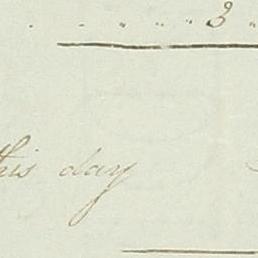 . . . . . . . 3
this day